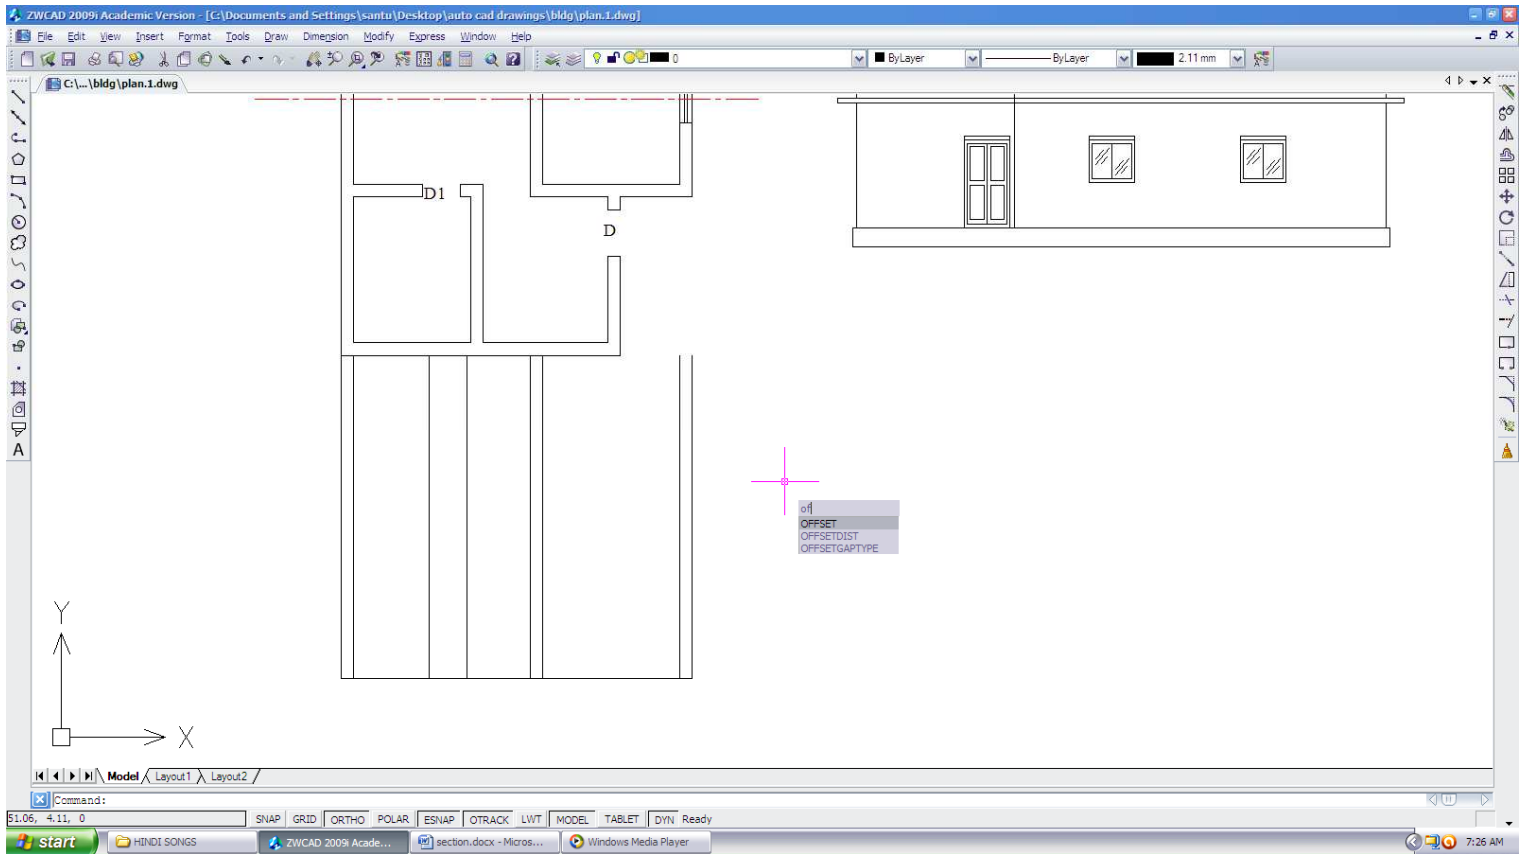 ZWCAD 2009i Academic Version - [C:\Documents and Settings\santu\Desktop\auto cad drawings\bldg\plan.1.dwg]
File Edit View Insert Format Tools Draw Dimension Modify Express Window Help
0 ByLayer ByLayer 2.11 mm
C:\...\bldg\plan.1.dwg
D1
D
of
OFFSET
OFFSETDIST
OFFSETGAPTYPE
Y
X
A
Model Layout1 Layout2
Command:
51.06, 4.11, 0 SNAP GRID ORTHO POLAR ESNAP OTRACK LWT MODEL TABLET DYN Ready
start HINDI SONGS ZWCAD 2009i Acade... section.docx - Micros... Windows Media Player 7:26 AM